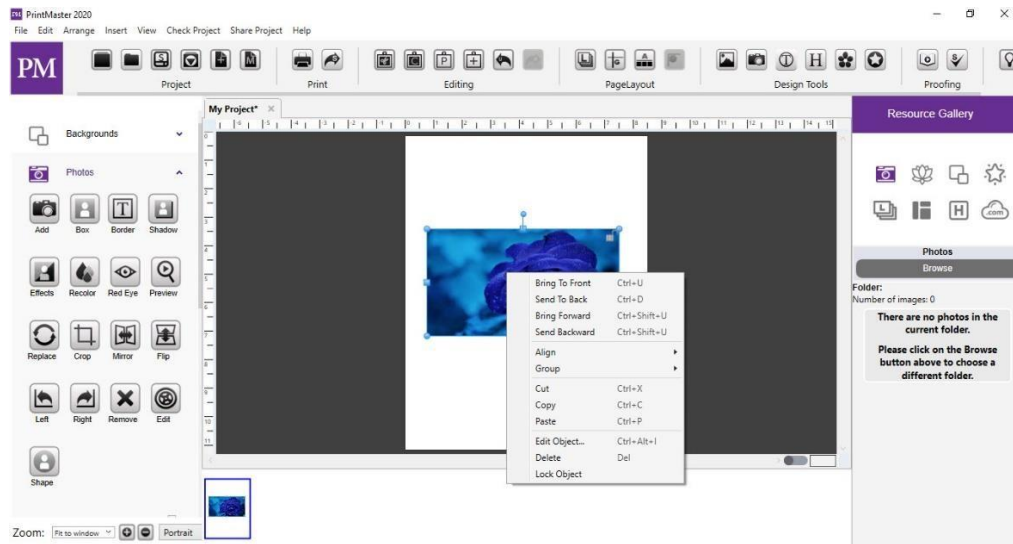 PrintMaster 2020
File Edit Arrange Insert View Check Project Share Project Help
PM
Project Print Editing PageLayout Design Tools Proofing
My Project*
Backgrounds
Photos
Add Box Border Shadow
Effects Recolor Red Eye Preview
Replace Crop Mirror Flip
Left Right Remove Edit
Shape
Zoom: Fit to window Portrait
Bring To Front Ctrl+U
Send To Back Ctrl+D
Bring Forward Ctrl+Shift+U
Send Backward Ctrl+Shift+U
Align
Group
Cut Ctrl+X
Copy Ctrl+C
Paste Ctrl+P
Edit Object... Ctrl+Alt+I
Delete Del
Lock Object
Resource Gallery
Photos
Browse
Folder:
Number of images: 0
There are no photos in the
current folder.
Please click on the Browse
button above to choose a
different folder.